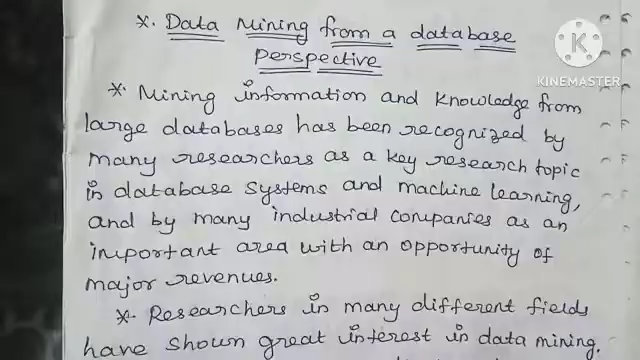 *. Data Mining from a database
Perspective
K
KINEMASTER
*. Mining information and knowledge from
large databases has been recognized by
many researchers as a key research topic
in database systems and machine learning,
and by many industrial companies as an
important area with an opportunity of
major revenues.
*. Researchers in many different fields
have shown great interest in data mining.